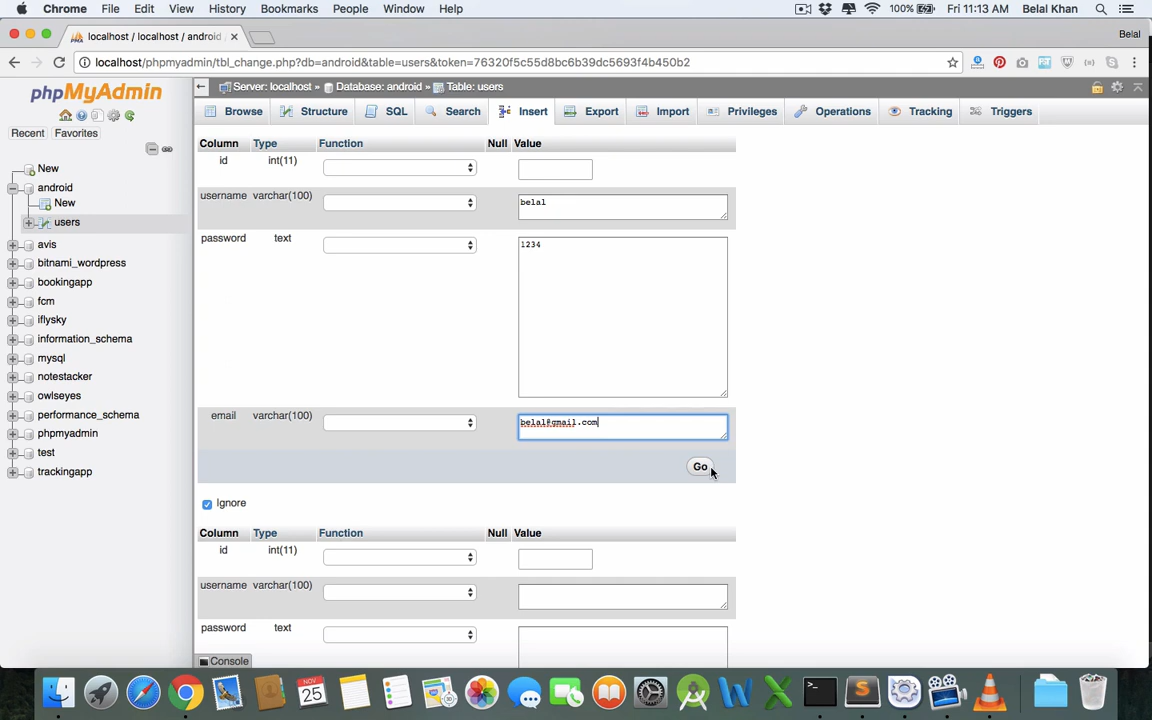 Chrome File Edit View History Bookmarks People Window Help 100% Fri 11:13 AM Belal Khan
localhost / localhost / android Belal
localhost/phpmyadmin/tbl_change.php?db=android&table=users&token=76320f5c55d8bc6b39dc5693f4b450b2
phpMyAdmin
Recent Favorites
New
android
New
users
avis
bitnami_wordpress
bookingapp
fcm
iflysky
information_schema
mysql
notestacker
owlseyes
performance_schema
phpmyadmin
test
trackingapp
Server: localhost » Database: android » Table: users
Browse Structure SQL Search Insert Export Import Privileges Operations Tracking Triggers
Column Type Function Null Value
id int(11)
username varchar(100) belal
password text 1234
email varchar(100) belal@gmail.com
Go
Ignore
Column Type Function Null Value
id int(11)
username varchar(100)
password text
Console
NOV
25